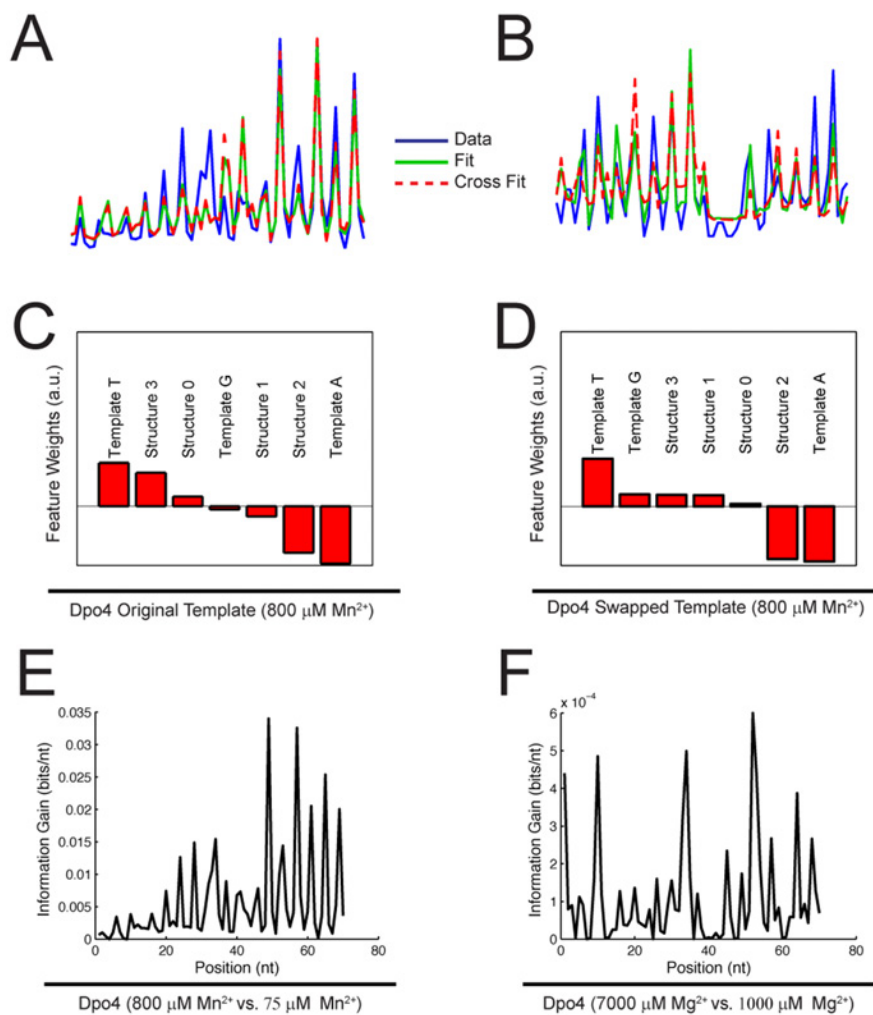 A
B
Data
Fit
Cross Fit
C
D
Feature Weights (a.u.)
Template T
Structure 3
Structure 0
Template G
Structure 1
Structure 2
Template A
Feature Weights (a.u.)
Template T
Template G
Structure 3
Structure 1
Structure 0
Structure 2
Template A
Dpo4 Original Template (800 μM Mn²⁺)
Dpo4 Swapped Template (800 μM Mn²⁺)
E
F
Information Gain (bits/nt)
0.035
0.03
0.025
0.02
0.015
0.01
0.005
0
0 20 40 60 80
Position (nt)
x 10⁻⁴
Information Gain (bits/nt)
6
5
4
3
2
1
0
0 20 40 60 80
Position (nt)
Dpo4 (800 μM Mn²⁺ vs. 75 μM Mn²⁺)
Dpo4 (7000 μM Mg²⁺ vs. 1000 μM Mg²⁺)